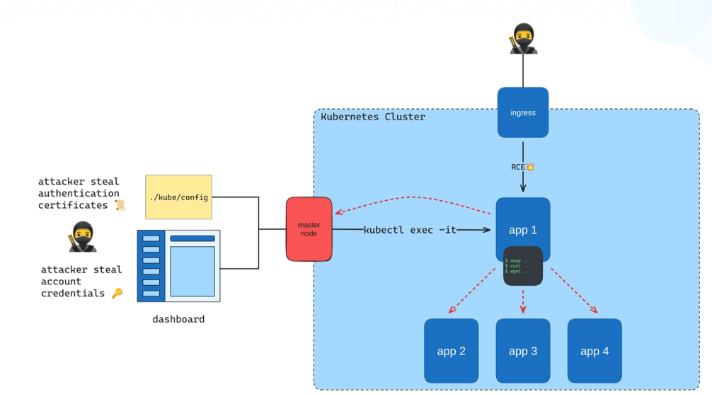 Kubernetes Cluster
ingress
RCE
attacker steal
authentication
certificates
./kube/config
master
node
kubectl exec -it
app 1
$ nmap ..
$ curl ..
$ wget ..
attacker steal
account
credentials
dashboard
app 2
app 3
app 4